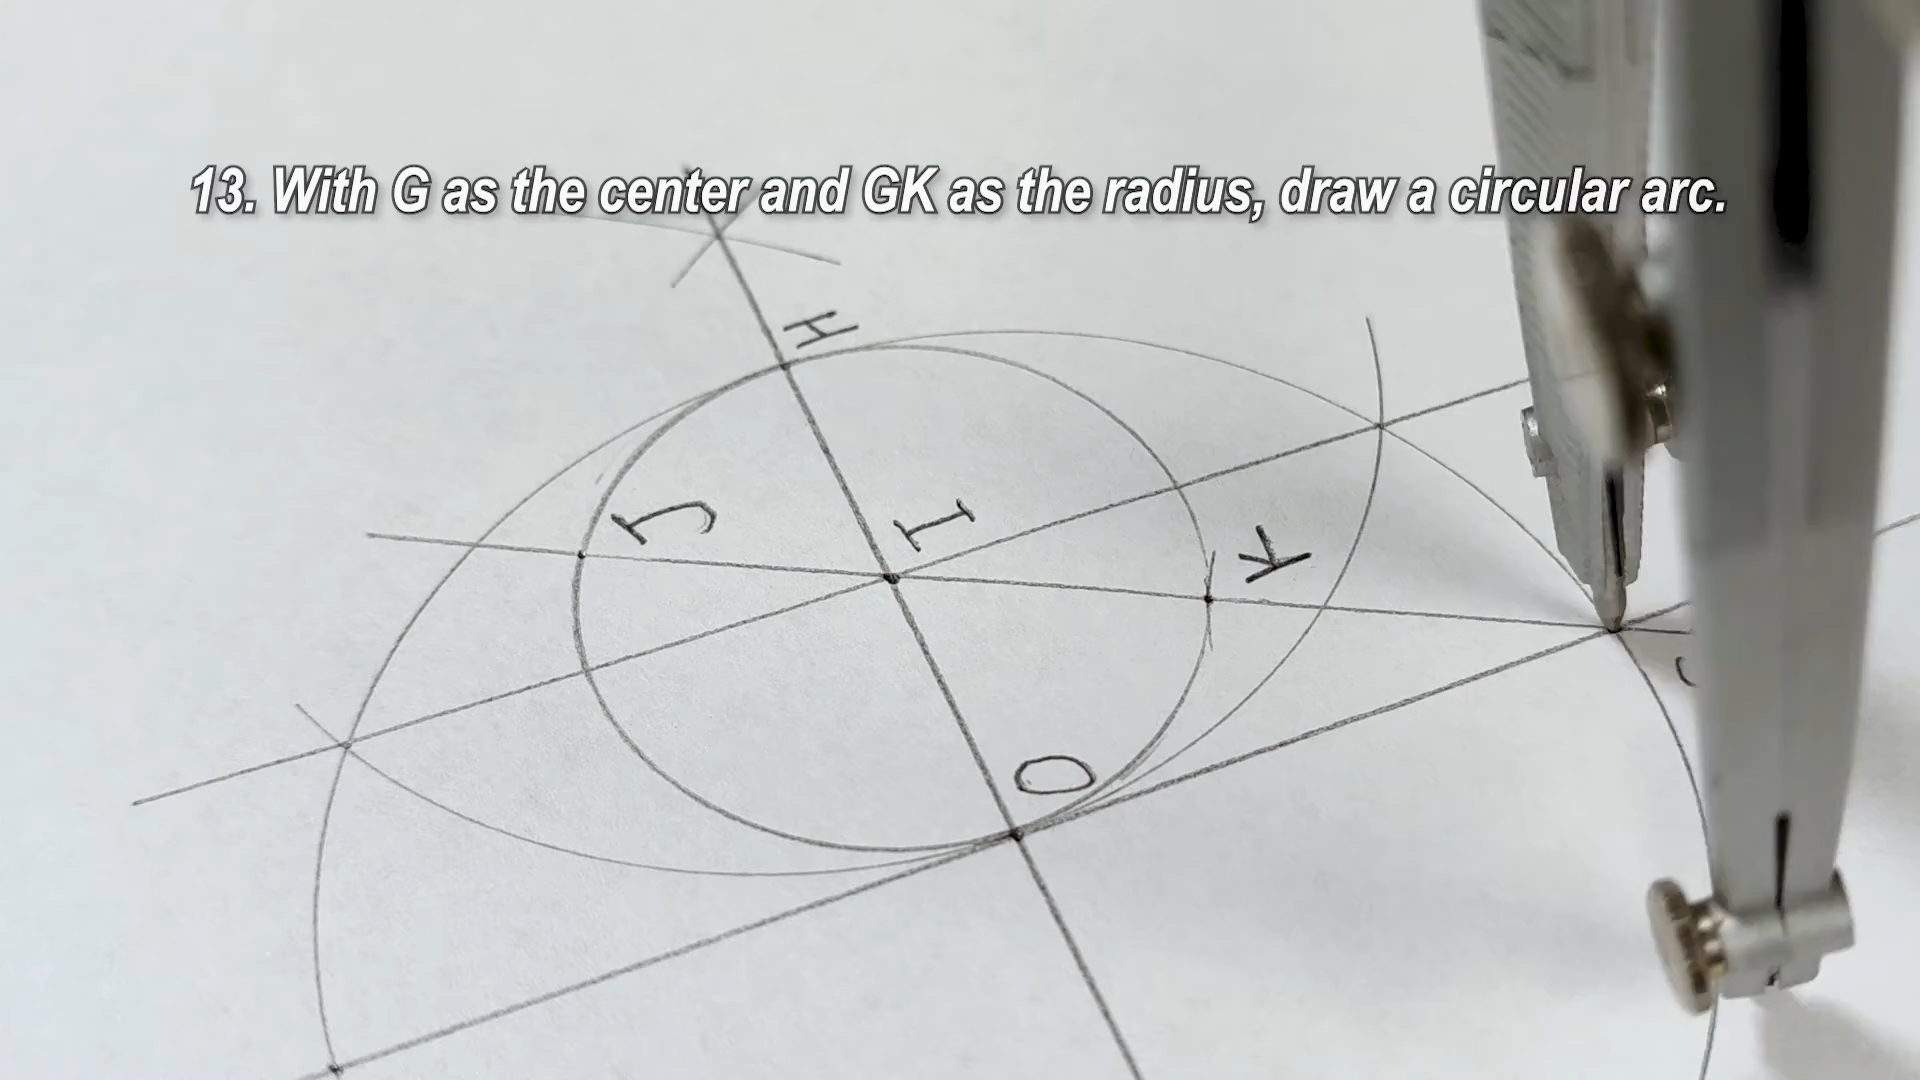 13. With G as the center and GK as the radius, draw a circular arc.
H
J
I
K
O